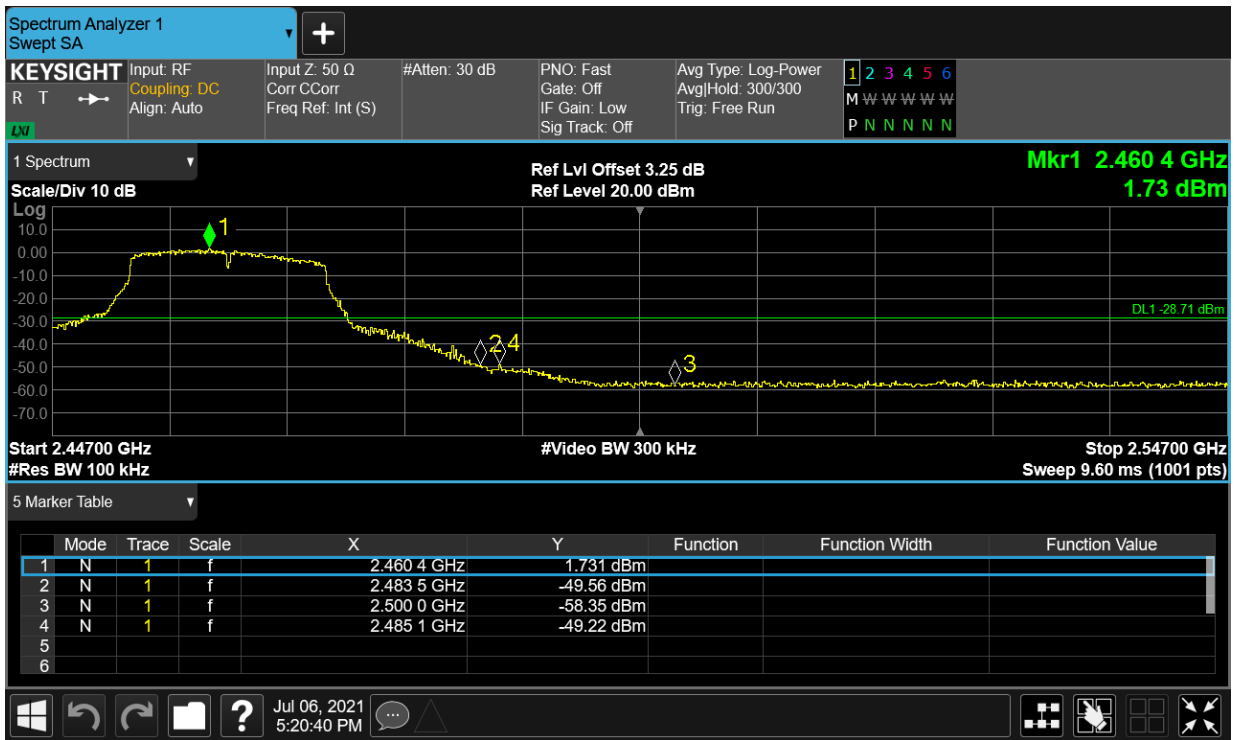 Spectrum Analyzer 1
Swept SA
+
KEYSIGHT
R T
LXI
Input: RF
Coupling: DC
Align: Auto
Input Z: 50 Ω
Corr CCorr
Freq Ref: Int (S)
#Atten: 30 dB
PNO: Fast
Gate: Off
IF Gain: Low
Sig Track: Off
Avg Type: Log-Power
Avg|Hold: 300/300
Trig: Free Run
1 2 3 4 5 6
M W W W W W
P N N N N N
1 Spectrum
Scale/Div 10 dB
Ref Lvl Offset 3.25 dB
Ref Level 20.00 dBm
Mkr1 2.460 4 GHz
1.73 dBm
Log
10.0
0.00
-10.0
-20.0
-30.0
-40.0
-50.0
-60.0
-70.0
1
2 4
3
DL1 -28.71 dBm
Start 2.44700 GHz
#Res BW 100 kHz
#Video BW 300 kHz
Stop 2.54700 GHz
Sweep 9.60 ms (1001 pts)
5 Marker Table
Mode Trace Scale X Y Function Function Width Function Value
1 N 1 f 2.460 4 GHz 1.731 dBm
2 N 1 f 2.483 5 GHz -49.56 dBm
3 N 1 f 2.500 0 GHz -58.35 dBm
4 N 1 f 2.485 1 GHz -49.22 dBm
5
6
?
Jul 06, 2021
5:20:40 PM